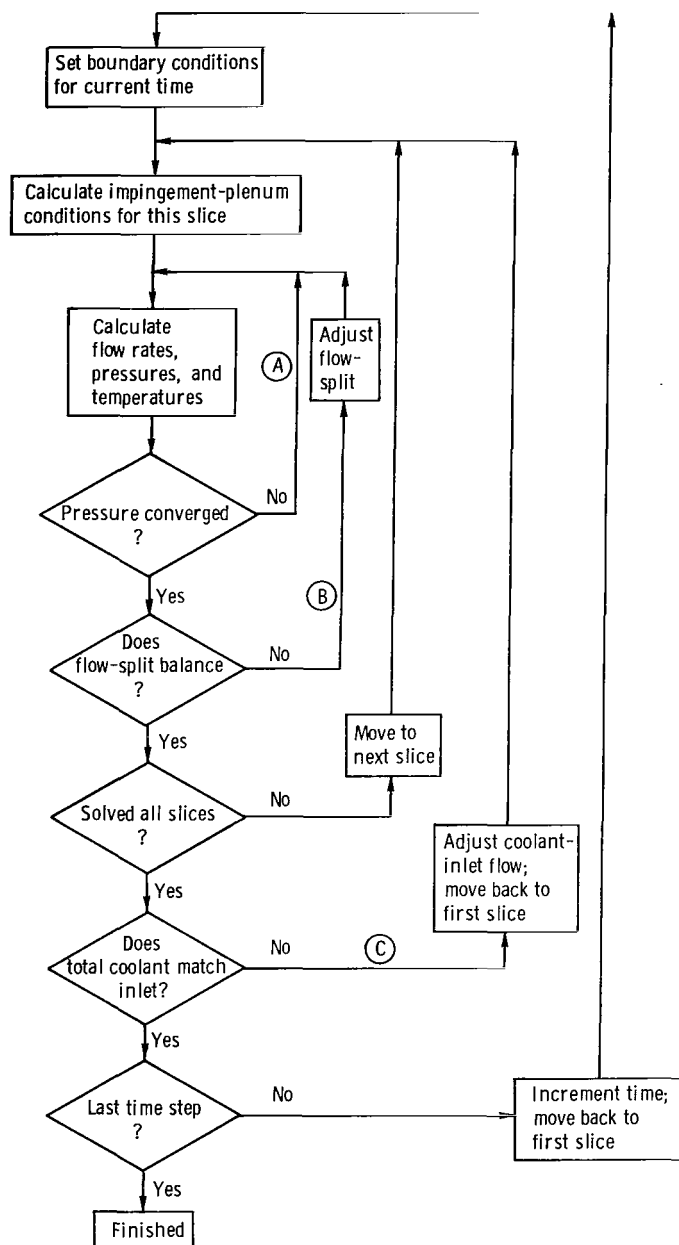 Set boundary conditions
for current time
Calculate impingement-plenum
conditions for this slice
Calculate
flow rates,
pressures, and
temperatures
A
Adjust
flow-
split
No
Pressure converged
?
Yes
B
Does
flow-split balance
?
No
Yes
Move to
next slice
Solved all slices
?
No
Yes
Adjust coolant-
inlet flow;
move back to
first slice
Does
total coolant match
inlet?
No
C
Yes
Last time step
?
No
Increment time;
move back to
first slice
Yes
Finished